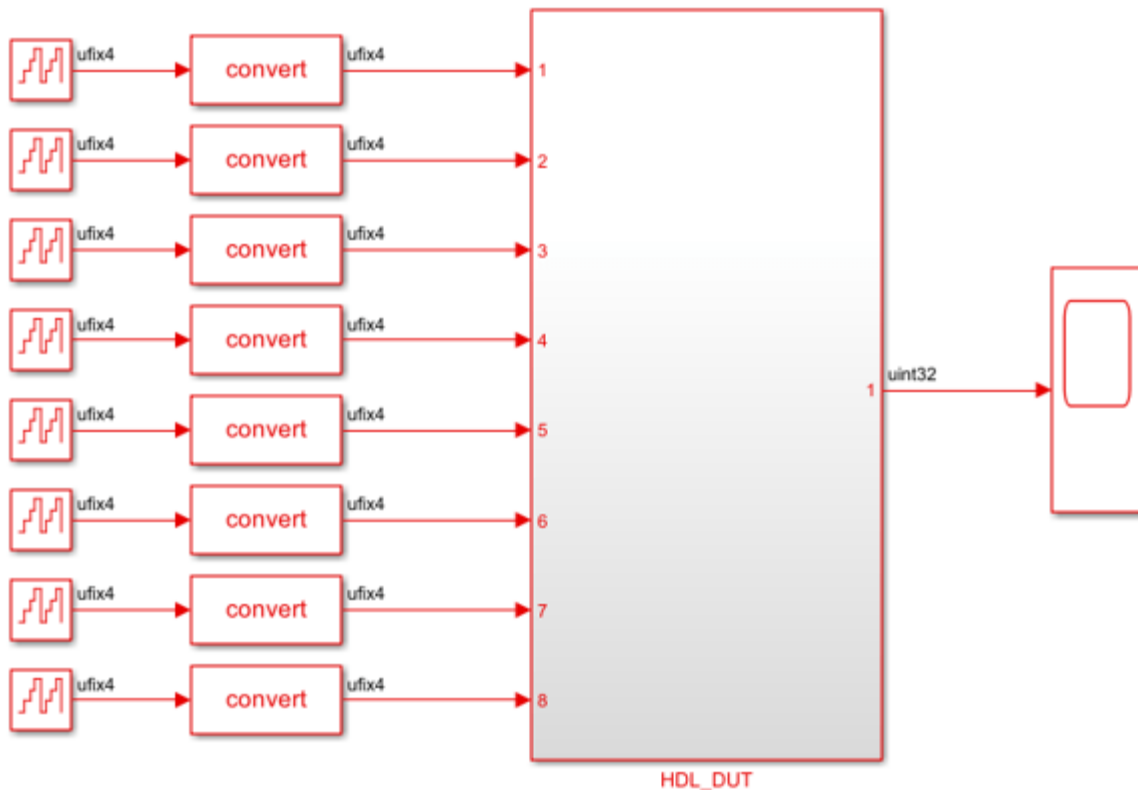 ufix4 convert ufix4 1
ufix4 convert ufix4 2
ufix4 convert ufix4 3
ufix4 convert ufix4 4
1 uint32
ufix4 convert ufix4 5
ufix4 convert ufix4 6
ufix4 convert ufix4 7
ufix4 convert ufix4 8
HDL_DUT